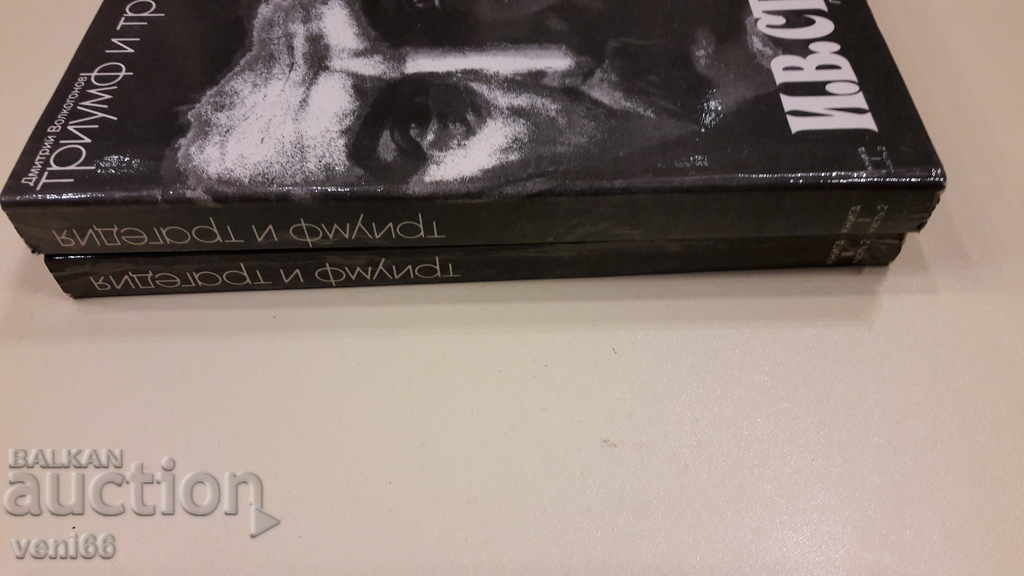 Дмитрий Волкогонов
триумф и тр
И.В.СТ
триумф и трагедия
триумф и трагедия
BALKAN
auction
veni66